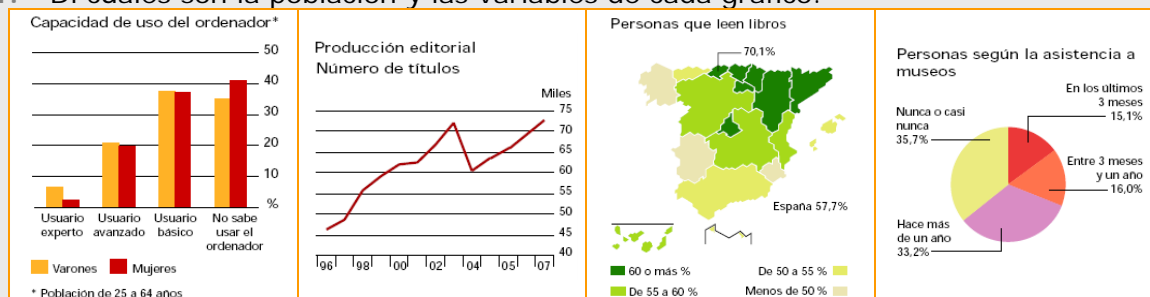 Di cuáles son la población y las variables de cada gráfico:
Capacidad de uso del ordenador*
50
40
30
20
10
%
Usuario experto
Usuario avanzado
Usuario básico
No sabe usar el ordenador
Varones
Mujeres
* Población de 25 a 64 años
Producción editorial
Número de títulos
Miles
75
70
65
60
55
50
45
40
96
98
00
02
04
05
07
Personas que leen libros
70,1%
España 57,7%
60 o más %
De 50 a 55 %
De 55 a 60 %
Menos de 50 %
Personas según la asistencia a
museos
En los últimos
3 meses
15,1%
Nunca o casi
nunca
35,7%
Entre 3 meses
y un año
16,0%
Hace más
de un año
33,2%